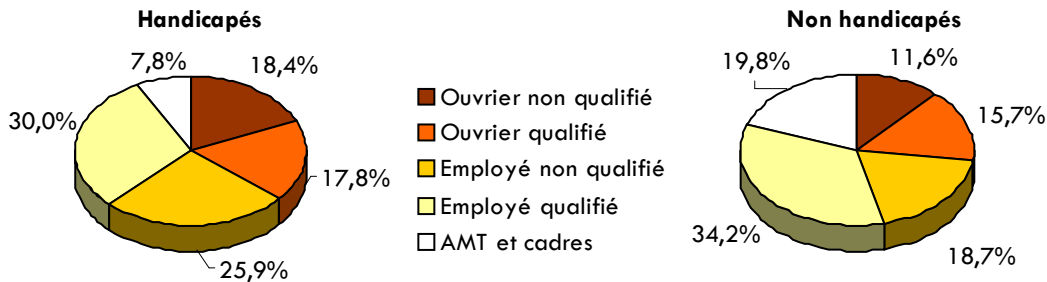 Handicapés
7,8%
18,4%
30,0%
17,8%
25,9%
Ouvrier non qualifié
Ouvrier qualifié
Employé non qualifié
Employé qualifié
AMT et cadres
Non handicapés
19,8%
11,6%
15,7%
34,2%
18,7%